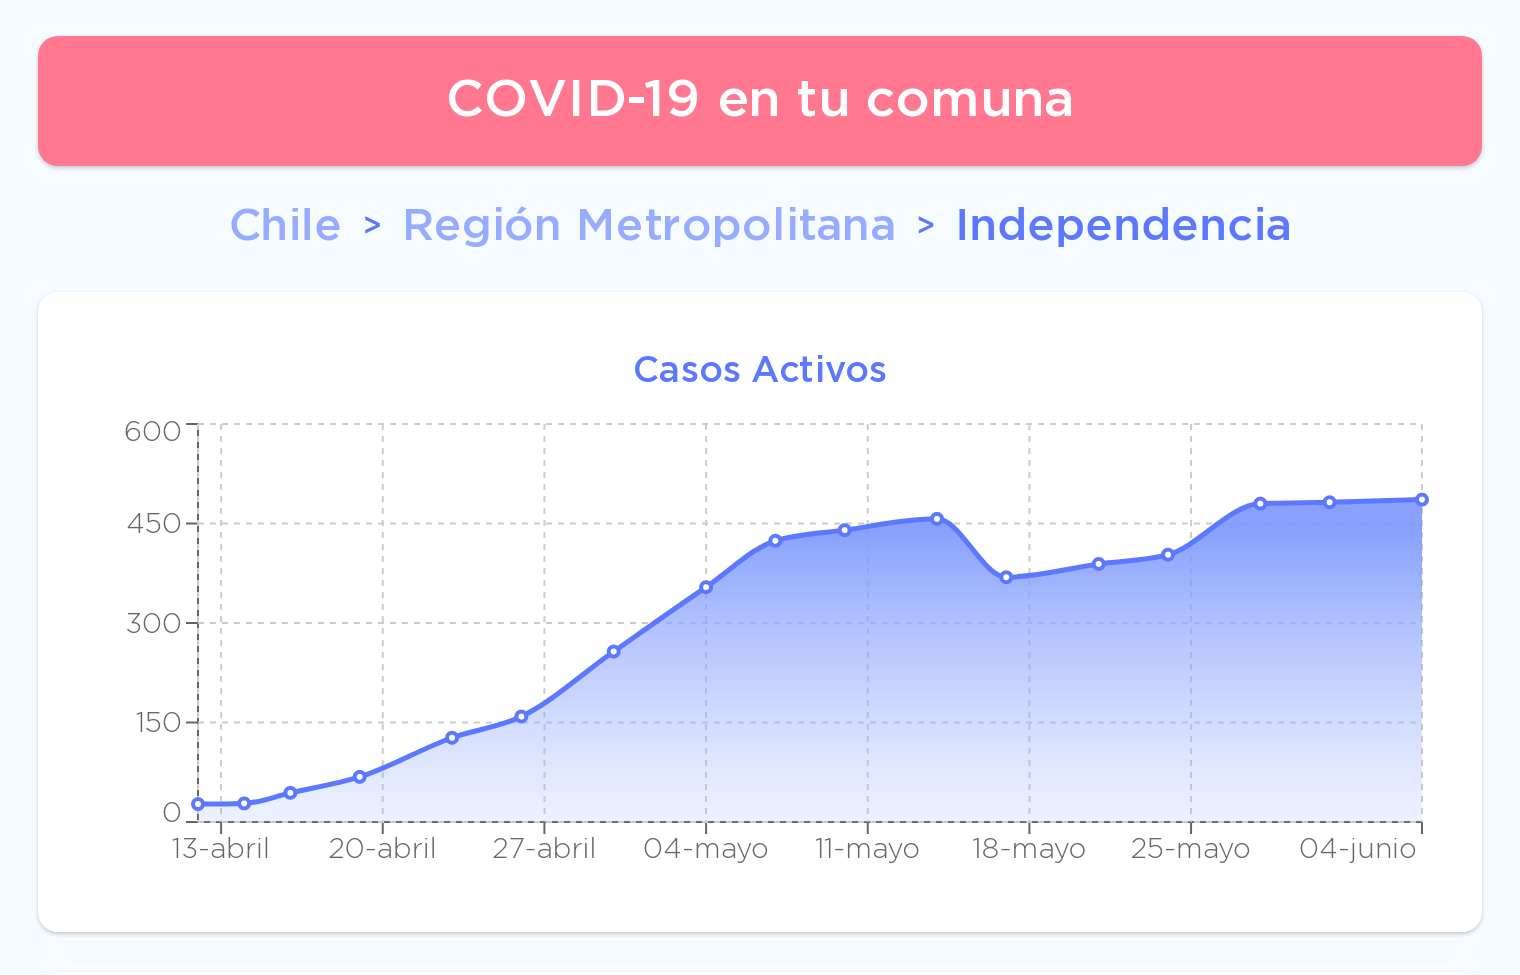 COVID-19 en tu comuna
Chile > Región Metropolitana > Independencia
Casos Activos
600
450
300
150
0
13-abril 20-abril 27-abril 04-mayo 11-mayo 18-mayo 25-mayo 04-junio